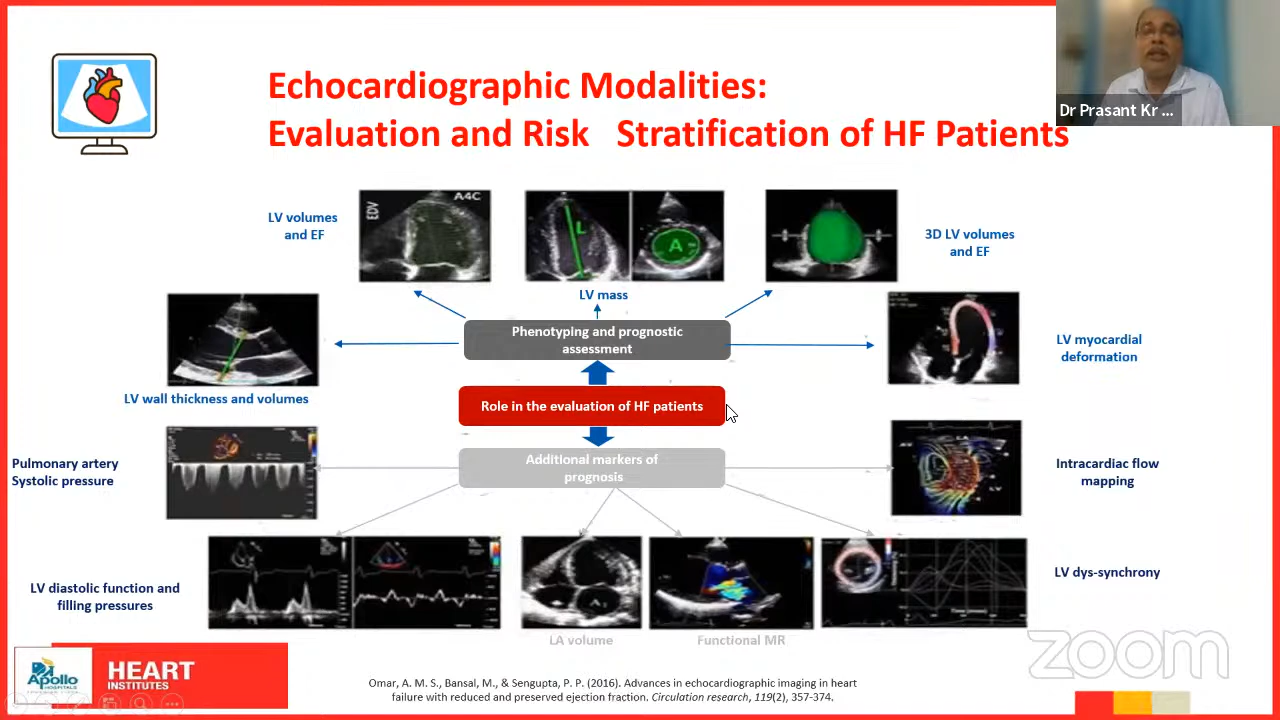 Echocardiographic Modalities:
Evaluation and Risk Stratification of HF Patients
Dr Prasant Kr ...
LV volumes
and EF
EDV
A4C
L
A
3D LV volumes
and EF
LV mass
Phenotyping and prognostic
assessment
LV myocardial
deformation
LV wall thickness and volumes
Role in the evaluation of HF patients
Pulmonary artery
Systolic pressure
Additional markers of
prognosis
Intracardiac flow
mapping
LV diastolic function and
filling pressures
LV dys-synchrony
LA volume
Functional MR
zoom
Apollo
HOSPITALS
HEART
INSTITUTES
Omar, A. M. S., Bansal, M., & Sengupta, P. P. (2016). Advances in echocardiographic imaging in heart
failure with reduced and preserved ejection fraction. Circulation research, 119(2), 357-374.